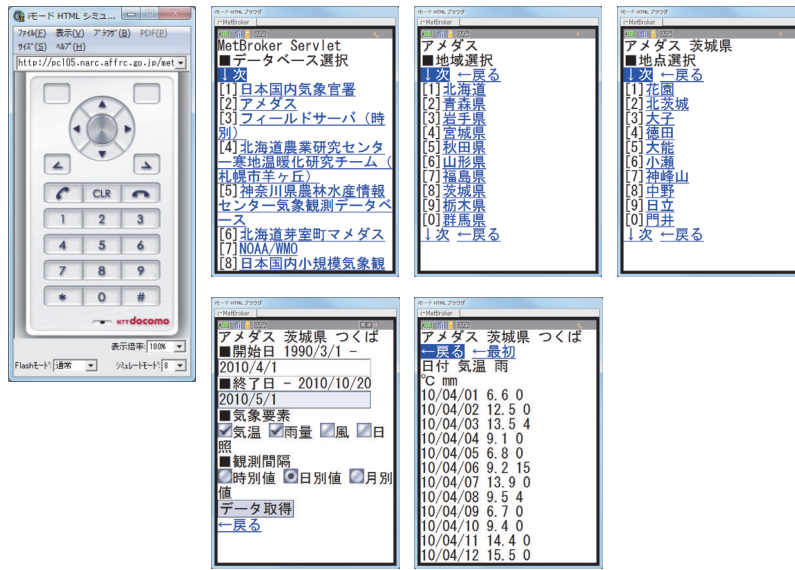 iモード HTML シミュ...
ファイル(F) 表示(V) ブラウザ(B) PDF(P)
サイズ(S) ヘルプ(H)
http://pc105.narc.affrc.go.jp/met
CLR
1 2 3
4 5 6
7 8 9
* 0 #
NTT docomo
表示倍率: 100%
Flashモード: 通常 シミュレートモード: 8
iモード HTML ブラウザ
i-MetBroker
MetBroker Servlet
■データベース選択
↓次
[1]日本国内気象官署
[2]アメダス
[3]フィールドサーバ（時
別）
[4]北海道農業研究センタ
ー寒地温暖化研究チーム（
札幌市羊ヶ丘）
[5]神奈川県農林水産情報
センター気象観測データベ
ース
[6]北海道芽室町マメダス
[7]NOAA/WMO
[8]日本国内小規模気象観
iモード HTML ブラウザ
i-MetBroker
アメダス
■地域選択
↓次 ←戻る
[1]北海道
[2]青森県
[3]岩手県
[4]宮城県
[5]秋田県
[6]山形県
[7]福島県
[8]茨城県
[9]栃木県
[0]群馬県
↓次 ←戻る
iモード HTML ブラウザ
i-MetBroker
アメダス 茨城県
■地点選択
↓次 ←戻る
[1]花園
[2]北茨城
[3]大子
[4]徳田
[5]大能
[6]小瀬
[7]神峰山
[8]中野
[9]日立
[0]門井
↓次 ←戻る
iモード HTML ブラウザ
i-MetBroker
アメダス 茨城県 つくば
■開始日 1990/3/1 -
2010/4/1
■終了日 - 2010/10/20
2010/5/1
■気象要素
気温 雨量 風 日
照
■観測間隔
時別値 日別値 月別
値
データ取得
←戻る
iモード HTML ブラウザ
i-MetBroker
アメダス 茨城県 つくば
←戻る ←最初
日付 気温 雨
℃ mm
10/04/01 6.6 0
10/04/02 12.5 0
10/04/03 13.5 4
10/04/04 9.1 0
10/04/05 6.8 0
10/04/06 9.2 15
10/04/07 13.9 0
10/04/08 9.5 4
10/04/09 6.7 0
10/04/10 9.4 0
10/04/11 14.4 0
10/04/12 15.5 0